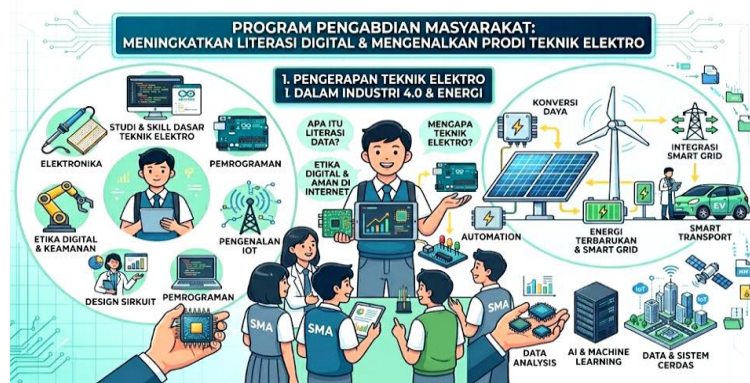 PROGRAM PENGABDIAN MASYARAKAT:
MENINGKATKAN LITERASI DIGITAL & MENGENALKAN PRODI TEKNIK ELEKTRO
1. PENGERAPAN TEKNIK ELEKTRO
1. DALAM INDUSTRI 4.0 & ENERGI
STUDI & SKILL DASAR
TEKNIK ELEKTRO
ELEKTRONIKA
PEMROGRAMAN
ETIKA DIGITAL
& KEAMANAN
PENGENALAN
IOT
DESIGN SIRKUIT
PEMROGRAMAN
APA ITU
LITERASI
DATA?
MENGAPA
TEKNIK
ELEKTRO?
ETIKA
DIGITAL &
AMAN DI
INTERNET
AUTOMATION
KONVERSI
DAYA
INTEGRASI
SMART GRID
ENERGI
TERBARUKAN
& SMART GRID
EV
SMART
TRANSPORT
SMA
SMA
SMA
DATA
ANALYSIS
AI & MACHINE
LEARNING
IoT
IoT
DATA & SISTEM
CERDAS